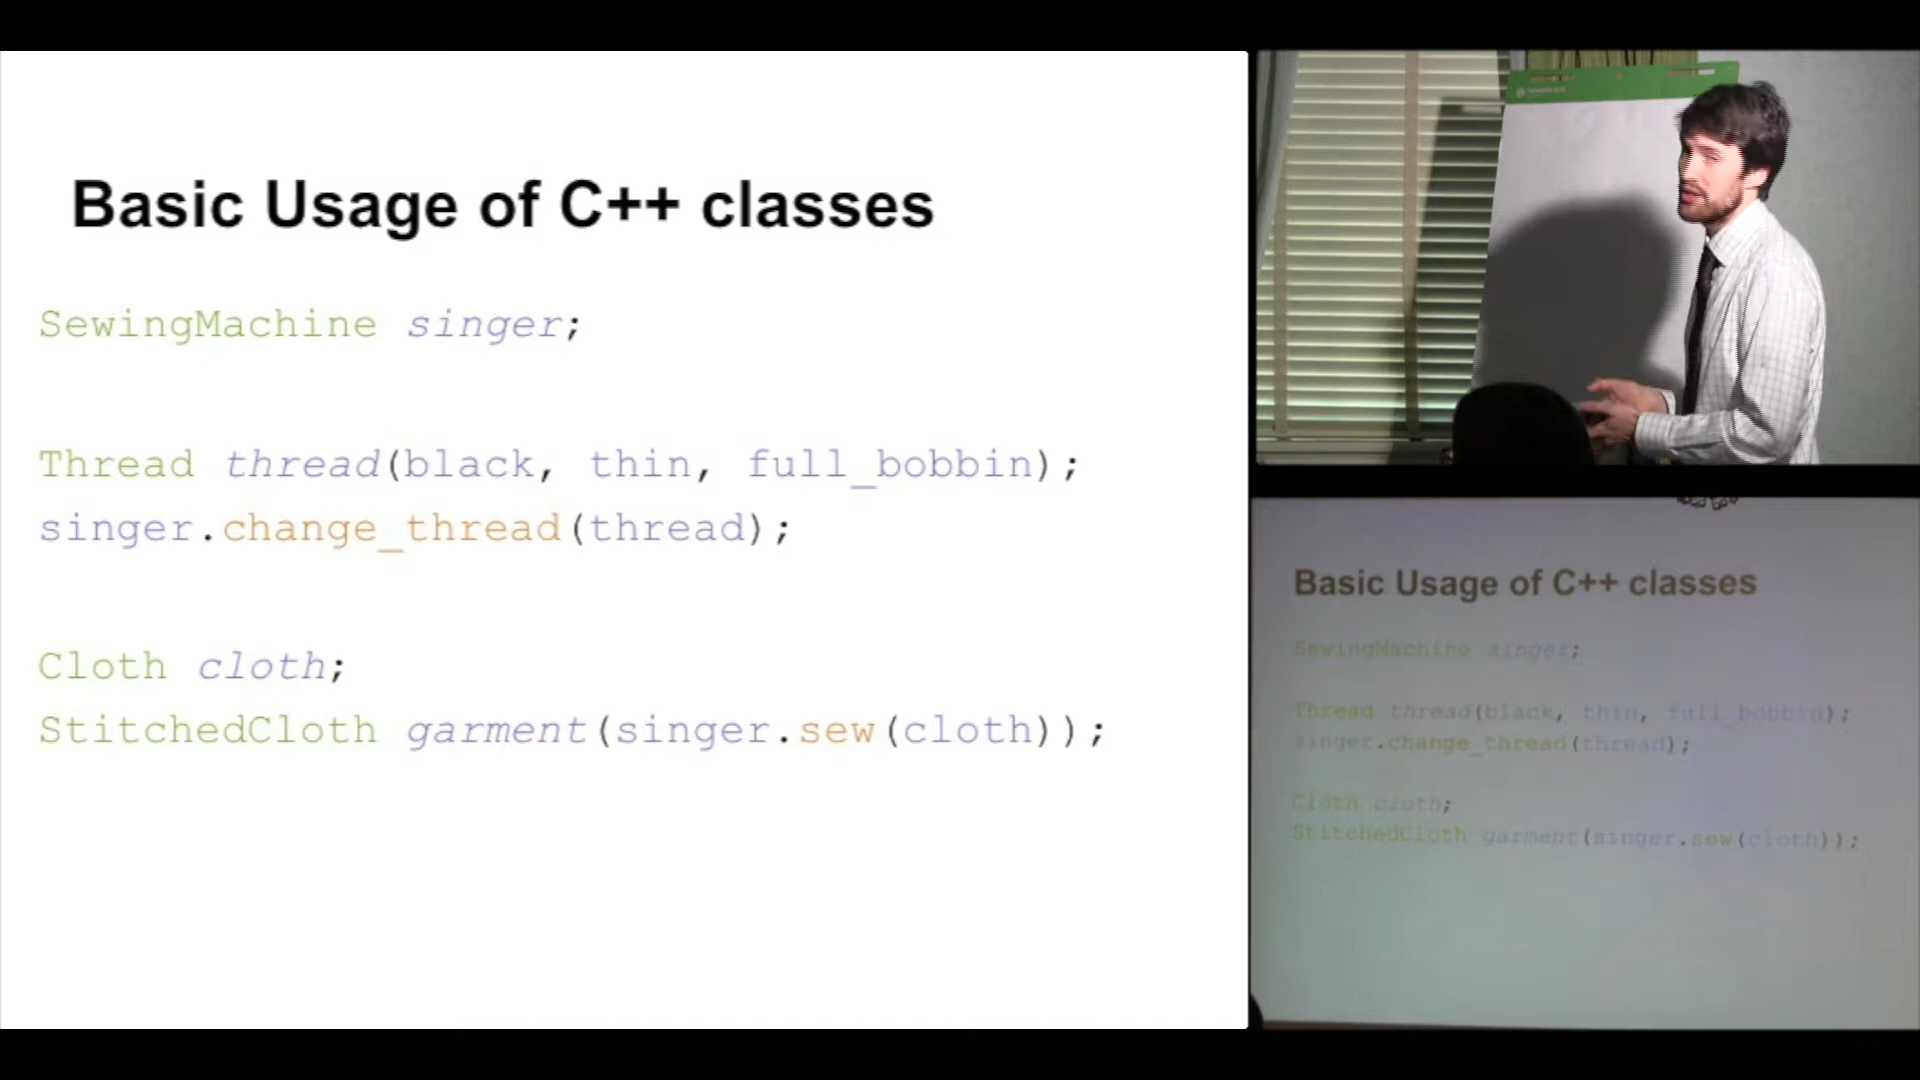 Basic Usage of C++ classes
SewingMachine singer;
Thread thread(black, thin, full_bobbin);
singer.change_thread(thread);
Cloth cloth;
StitchedCloth garment(singer.sew(cloth));
Basic Usage of C++ classes
SewingMachine singer;
Thread thread(black, thin, full_bobbin);
singer.change_thread(thread);
Cloth cloth;
StitchedCloth garment(singer.sew(cloth));